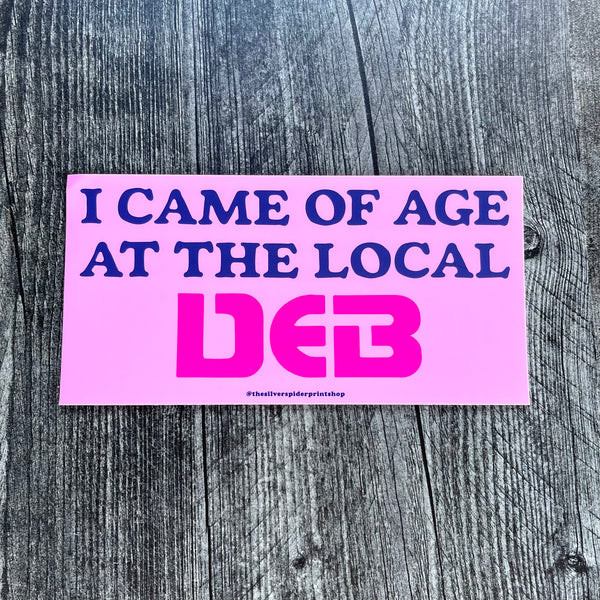 I CAME OF AGE
AT THE LOCAL
DEB
@thesilverspiderprintshop